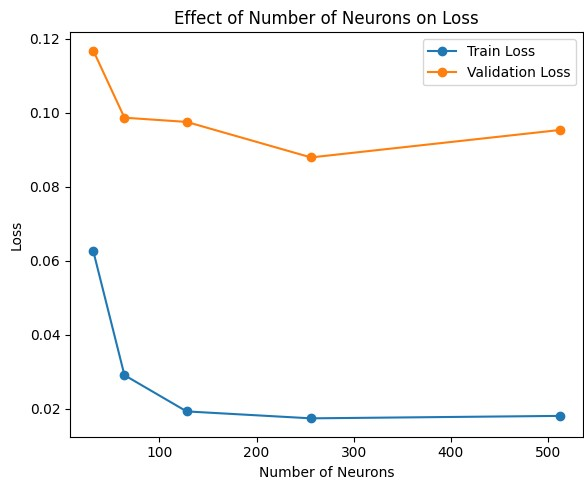 Effect of Number of Neurons on Loss
Train Loss
Validation Loss
0.12
0.10
0.08
0.06
0.04
0.02
Loss
100
200
300
400
500
Number of Neurons